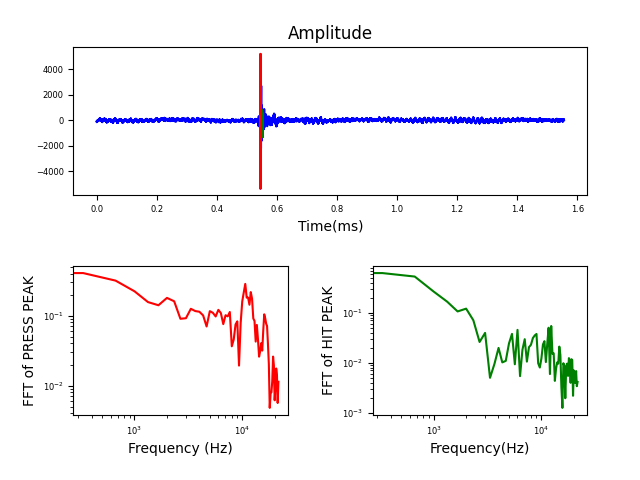 Amplitude
4000
2000
0
−2000
−4000
0.0 0.2 0.4 0.6 0.8 1.0 1.2 1.4 1.6
Time(ms)
FFT of PRESS PEAK
10⁻¹
10⁻²
10³ 10⁴
Frequency (Hz)
FFT of HIT PEAK
10⁻¹
10⁻²
10⁻³
10³ 10⁴
Frequency(Hz)